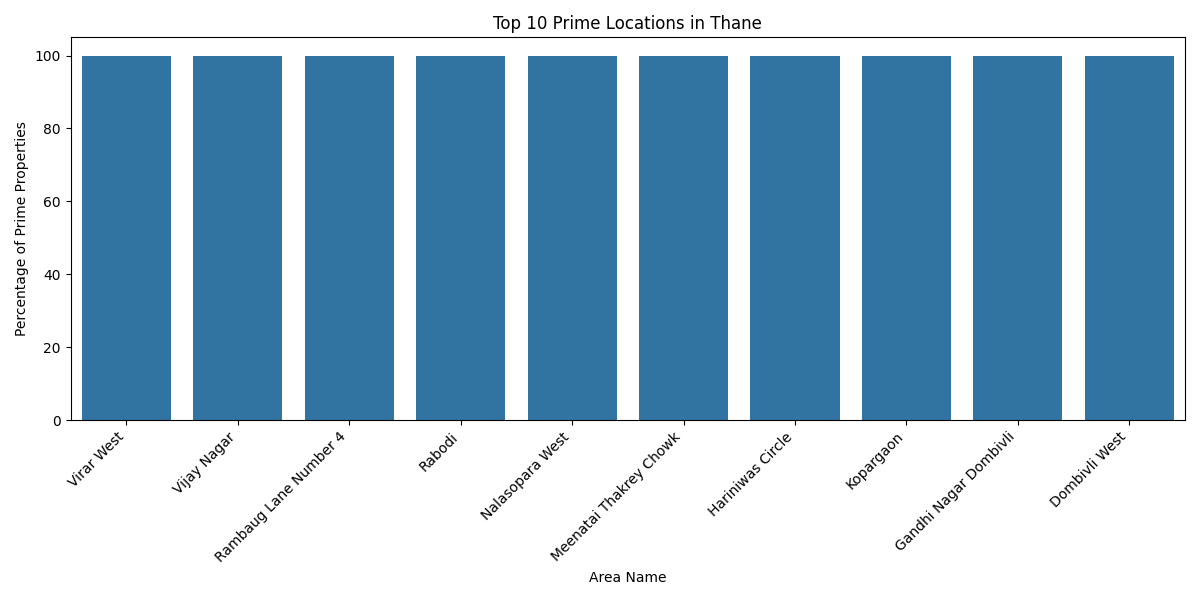 Top 10 Prime Locations in Thane
Percentage of Prime Properties
100
80
60
40
20
0
Virar West
Vijay Nagar
Rambaug Lane Number 4
Rabodi
Nalasopara West
Meenatai Thakrey Chowk
Hariniwas Circle
Kopargaon
Gandhi Nagar Dombivli
Dombivli West
Area Name